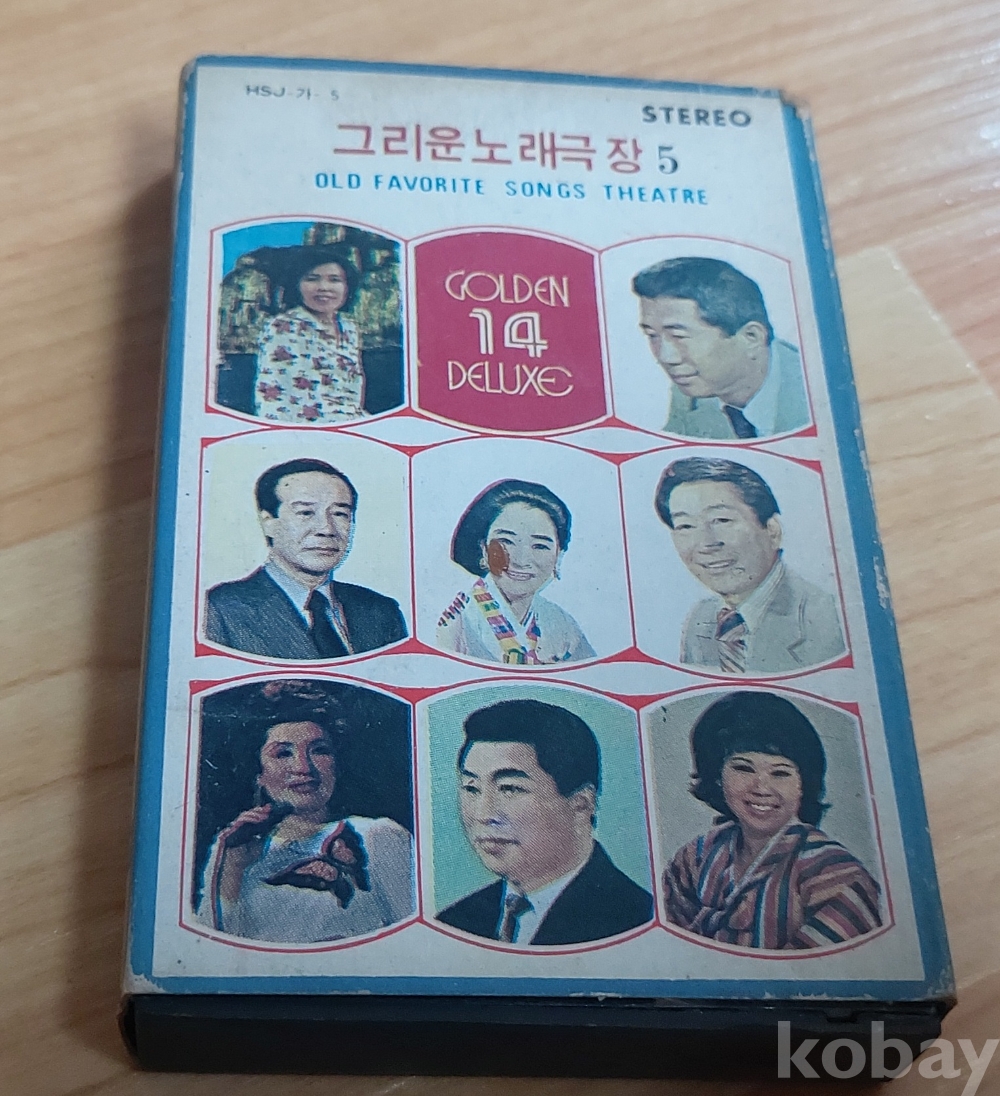 HSJ-가-5
STEREO
그리운 노래극장 5
OLD FAVORITE SONGS THEATRE
GOLDEN
14
DELUXE
kobay